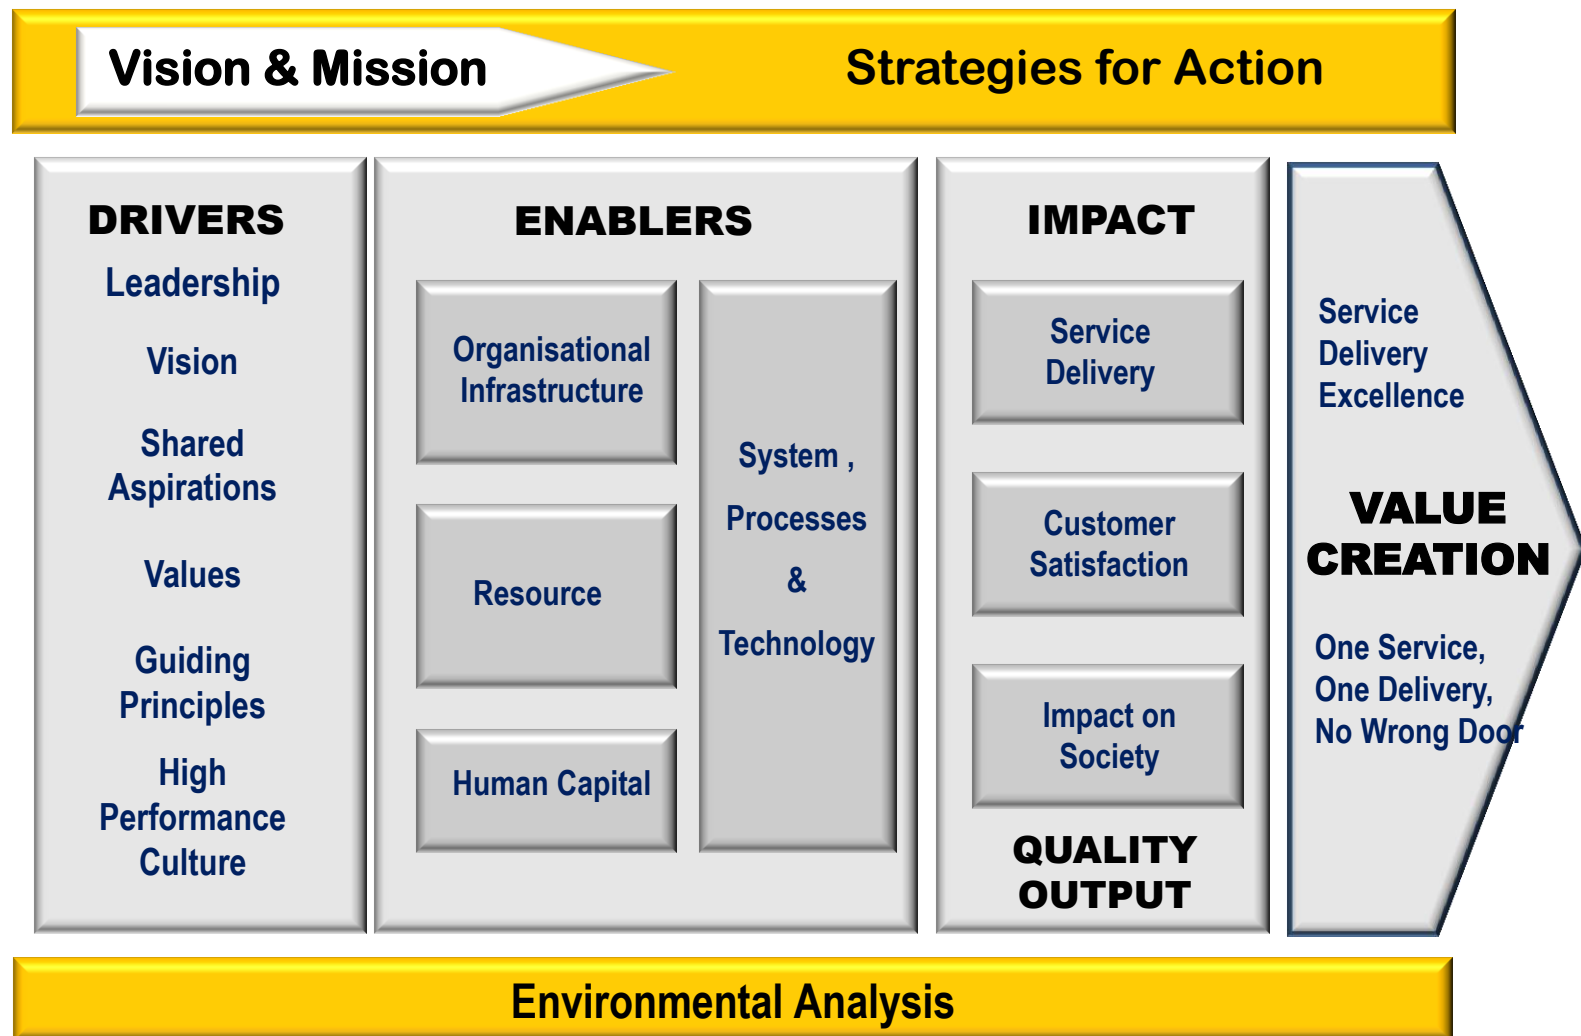 Vision & Mission
Strategies for Action
DRIVERS
Leadership
Vision
Shared
Aspirations
Values
Guiding
Principles
High
Performance
Culture
ENABLERS
Organisational
Infrastructure
Resource
Human Capital
System ,
Processes
&
Technology
IMPACT
Service
Delivery
Customer
Satisfaction
Impact on
Society
QUALITY
OUTPUT
Service
Delivery
Excellence
VALUE
CREATION
One Service,
One Delivery,
No Wrong Door
Environmental Analysis